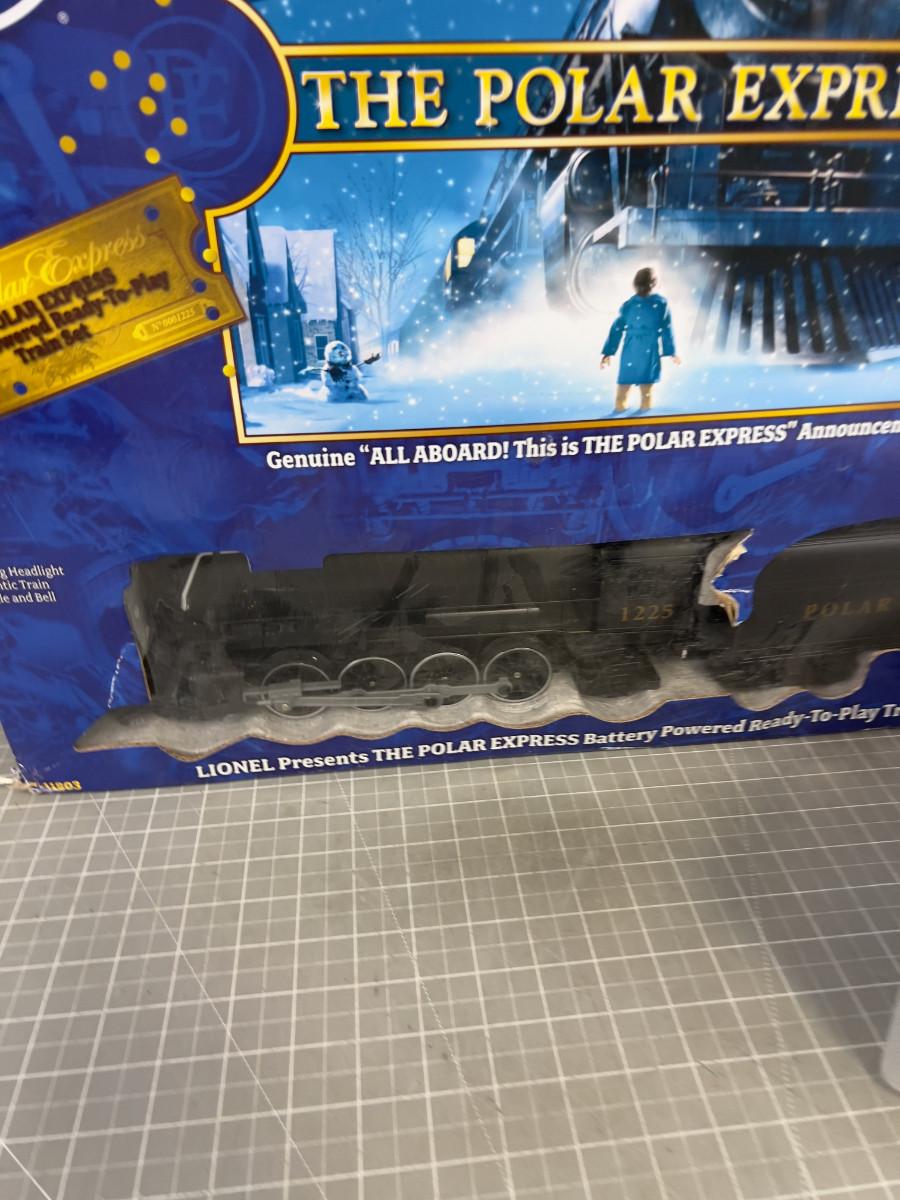 ®
THE POLAR EXPR
lar Express
OLAR EXPRESS
owered Ready-To-Play
Train Set
Nº 0001225
Genuine "ALL ABOARD! This is THE POLAR EXPRESS" Announcem
g Headlight
tic Train
le and Bell
1225
POLAR
LIONEL Presents THE POLAR EXPRESS Battery Powered Ready-To-Play Tr
11803